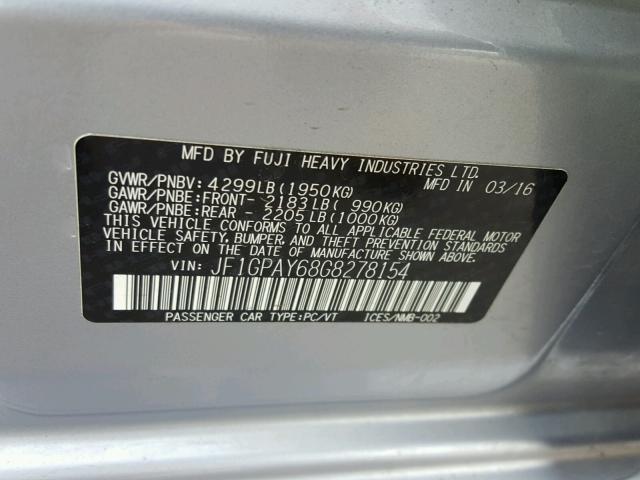 MFD BY FUJI HEAVY INDUSTRIES LTD.
GVWR/PNBV: 4299LB(1950KG) MFD IN 03/16
GAWR/PNBE:FRONT- 2183LB( 990KG)
GAWR/PNBE:REAR - 2205LB(1000KG)
THIS VEHICLE CONFORMS TO ALL APPLICABLE FEDERAL MOTOR
VEHICLE SAFETY, BUMPER, AND THEFT PREVENTION STANDARDS
IN EFFECT ON THE DATE OF MANUFACTURE SHOWN ABOVE.
VIN: JF1GPAY68G8278154
PASSENGER CAR TYPE:PC/VT ICES/NMB-002